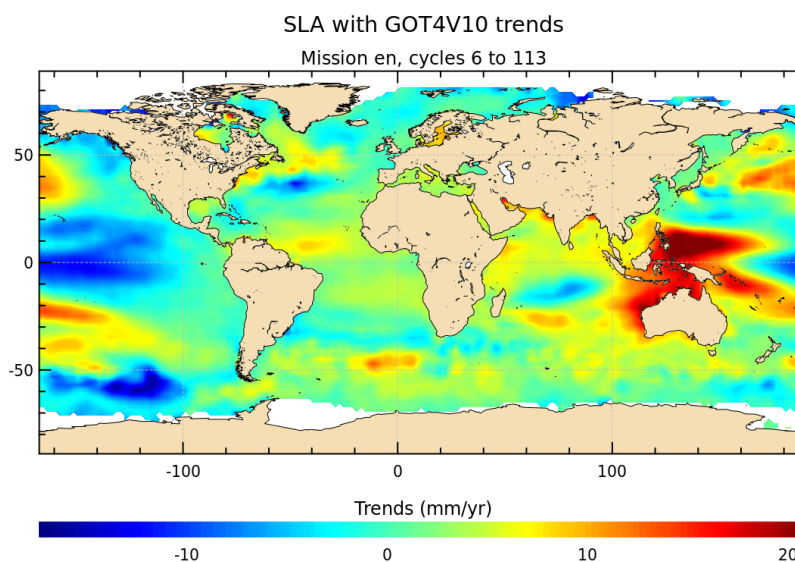 SLA with GOT4V10 trends
Mission en, cycles 6 to 113
50
0
-50
-100 0 100
Trends (mm/yr)
-10 0 10 20